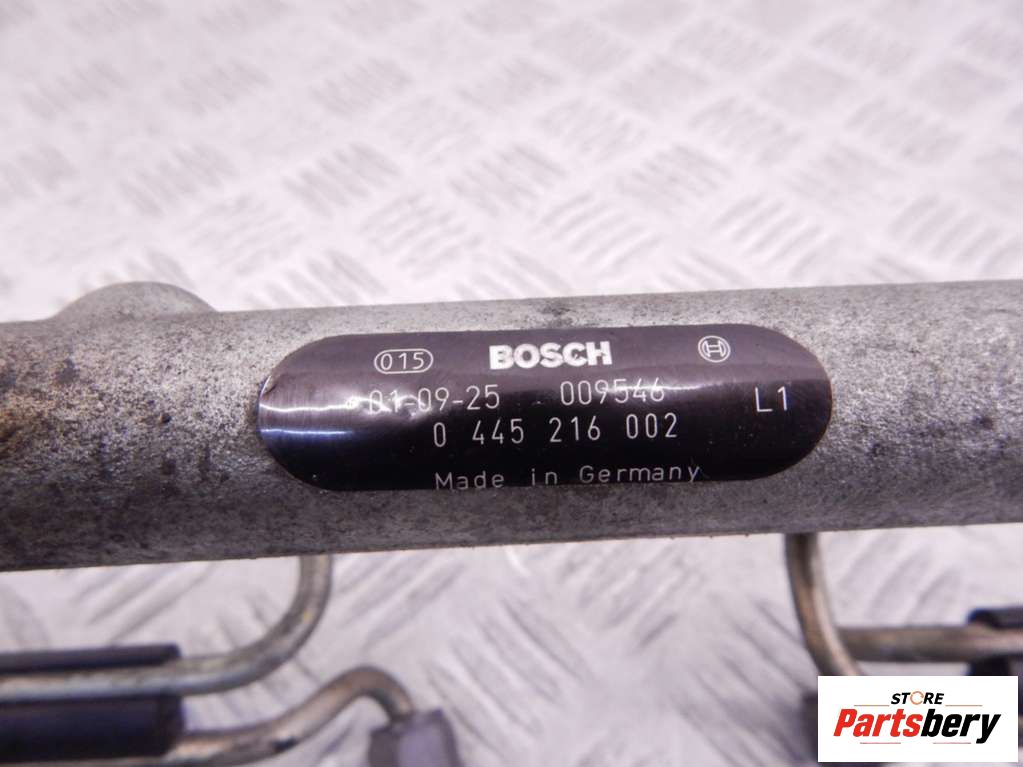 015 BOSCH
01-09-25 009546 L1
0 445 216 002
Made in Germany
STORE
Partsbery